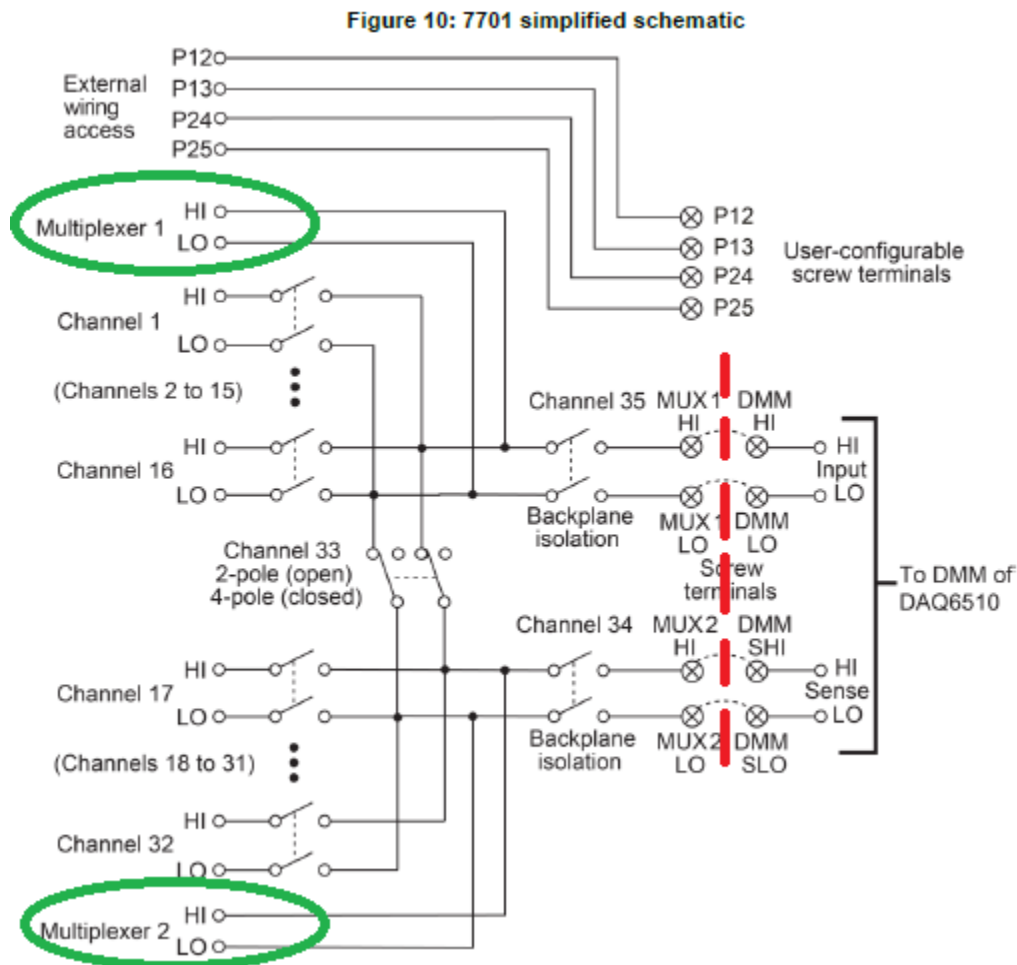 Figure 10: 7701 simplified schematic
P12
External wiring access
P13
P24
P25
Multiplexer 1
HI
LO
P12
P13
P24
P25
User-configurable
screw terminals
Channel 1
HI
LO
(Channels 2 to 15)
Channel 35
MUX1
HI
DMM
HI
HI
Input
LO
Channel 16
HI
LO
Backplane
isolation
MUX1
LO
DMM
LO
Screw
terminals
Channel 33
2-pole (open)
4-pole (closed)
To DMM of
DAQ6510
Channel 34
MUX2
HI
DMM
SHI
HI
Sense
LO
Channel 17
HI
LO
Backplane
isolation
MUX2
LO
DMM
SLO
(Channels 18 to 31)
Channel 32
HI
LO
Multiplexer 2
HI
LO